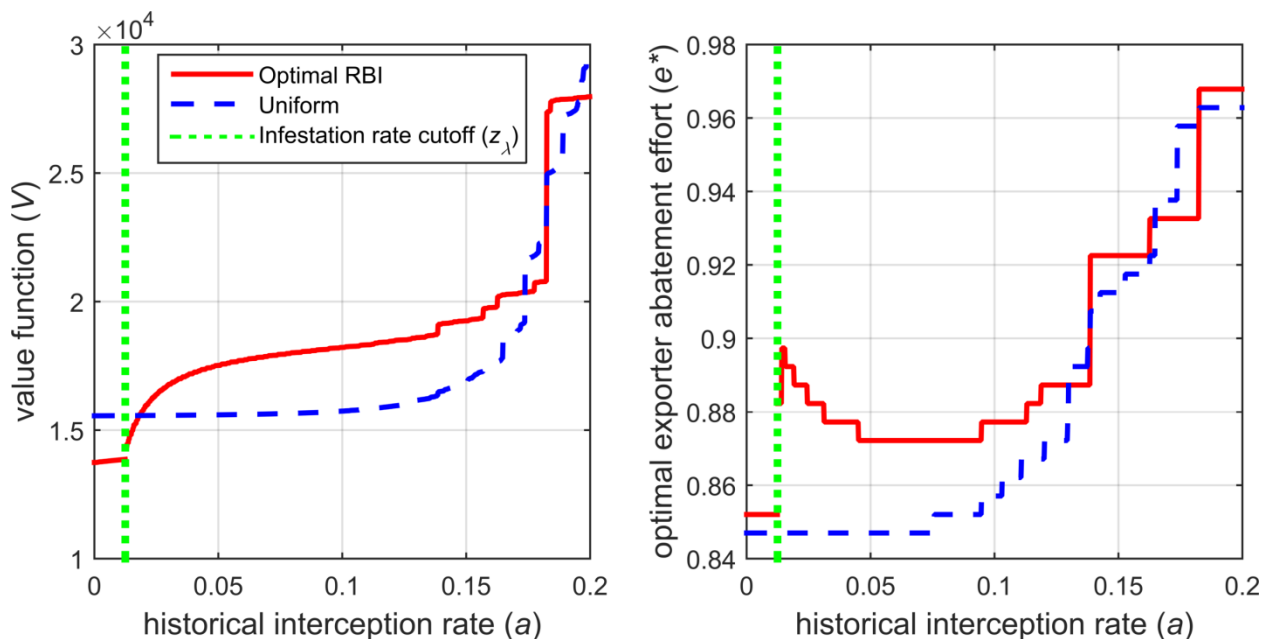 ×10⁴
3
2.5
2
1.5
1
value function (V)
Optimal RBI
Uniform
Infestation rate cutoff (z_λ)
0 0.05 0.1 0.15 0.2
historical interception rate (a)
0.98
0.96
0.94
0.92
0.9
0.88
0.86
0.84
optimal exporter abatement effort (e*)
0 0.05 0.1 0.15 0.2
historical interception rate (a)